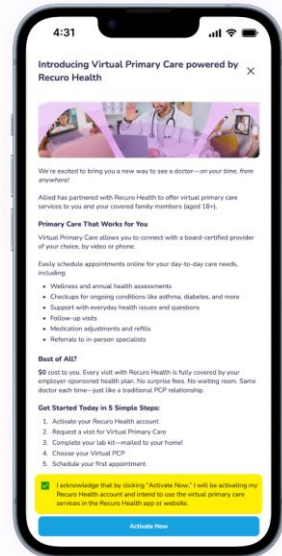 4:31
Introducing Virtual Primary Care powered by
Recuro Health
We're excited to bring you a new way to see a doctor—on your time, from
anywhere!
Allied has partnered with Recuro Health to offer virtual primary care
services to you and your covered family members (aged 18+).
Primary Care That Works for You
Virtual Primary Care allows you to connect with a board-certified provider
of your choice, by video or phone.
Easily schedule appointments online for your day-to-day care needs,
including:
• Wellness and annual health assessments
• Checkups for ongoing conditions like asthma, diabetes, and more
• Support with everyday health issues and questions
• Follow-up visits
• Medication adjustments and refills
• Referrals to in-person specialists
Best of All?
$0 cost to you. Every visit with Recuro Health is fully covered by your
employer-sponsored health plan. No surprise fees. No waiting room. Same
doctor each time—just like a traditional PCP relationship.
Get Started Today in 5 Simple Steps:
1. Activate your Recuro Health account
2. Request a visit for Virtual Primary Care
3. Complete your lab kit—mailed to your home!
4. Choose your Virtual PCP
5. Schedule your first appointment
I acknowledge that by clicking "Activate Now," I will be activating my
Recuro Health account and intend to use the virtual primary care
services in the Recuro Health app or website.
Activate Now